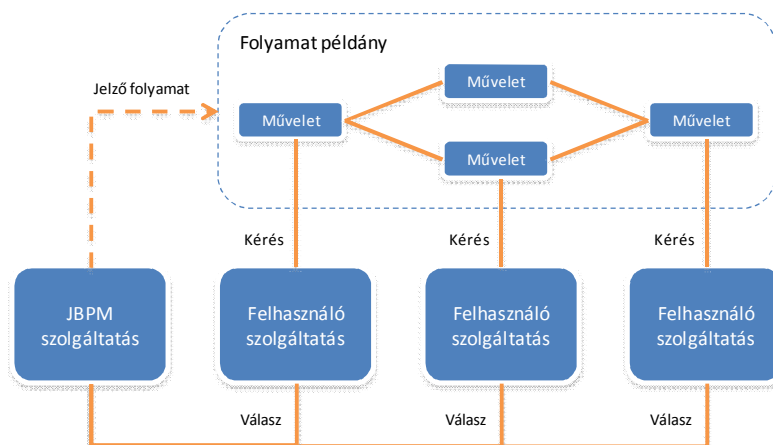 Folyamat példány
Jelző folyamat
Művelet
Művelet
Művelet
Művelet
Kérés
Kérés
Kérés
JBPM
szolgáltatás
Felhasználó
szolgáltatás
Felhasználó
szolgáltatás
Felhasználó
szolgáltatás
Válasz
Válasz
Válasz